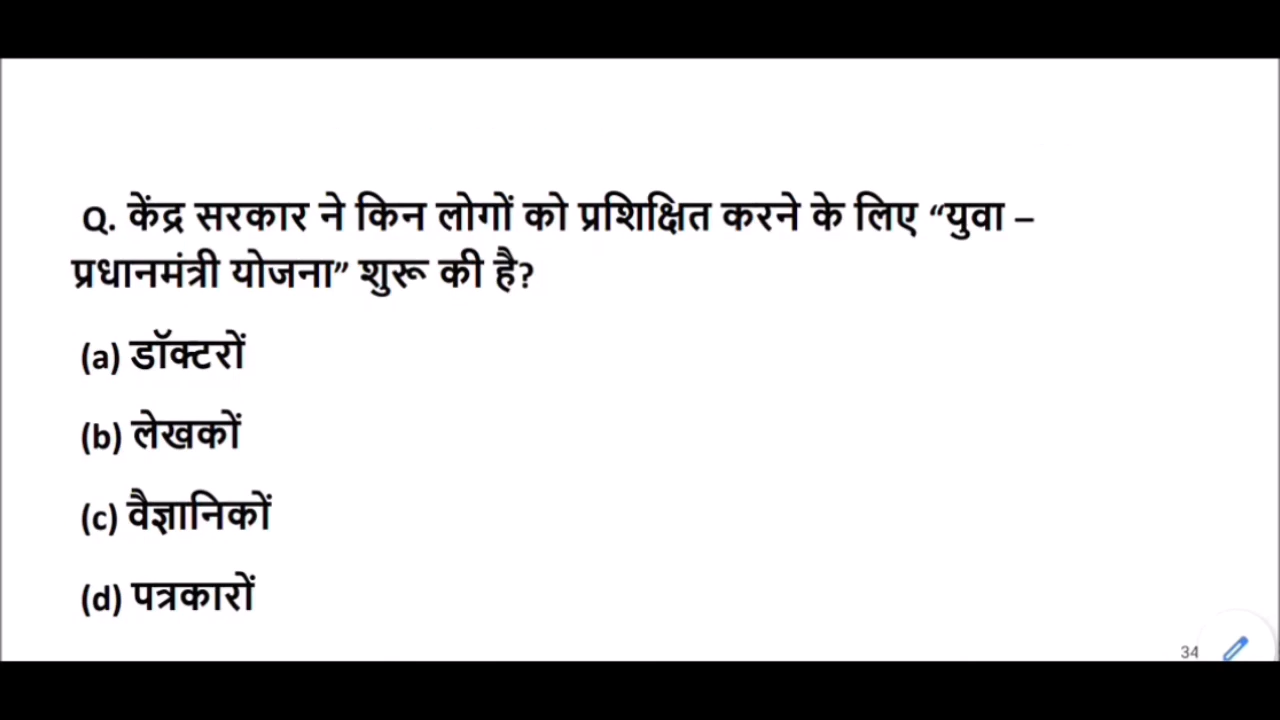 Q. केंद्र सरकार ने किन लोगों को प्रशिक्षित करने के लिए “युवा –
प्रधानमंत्री योजना” शुरू की है?
(a) डॉक्टरों
(b) लेखकों
(c) वैज्ञानिकों
(d) पत्रकारों
34